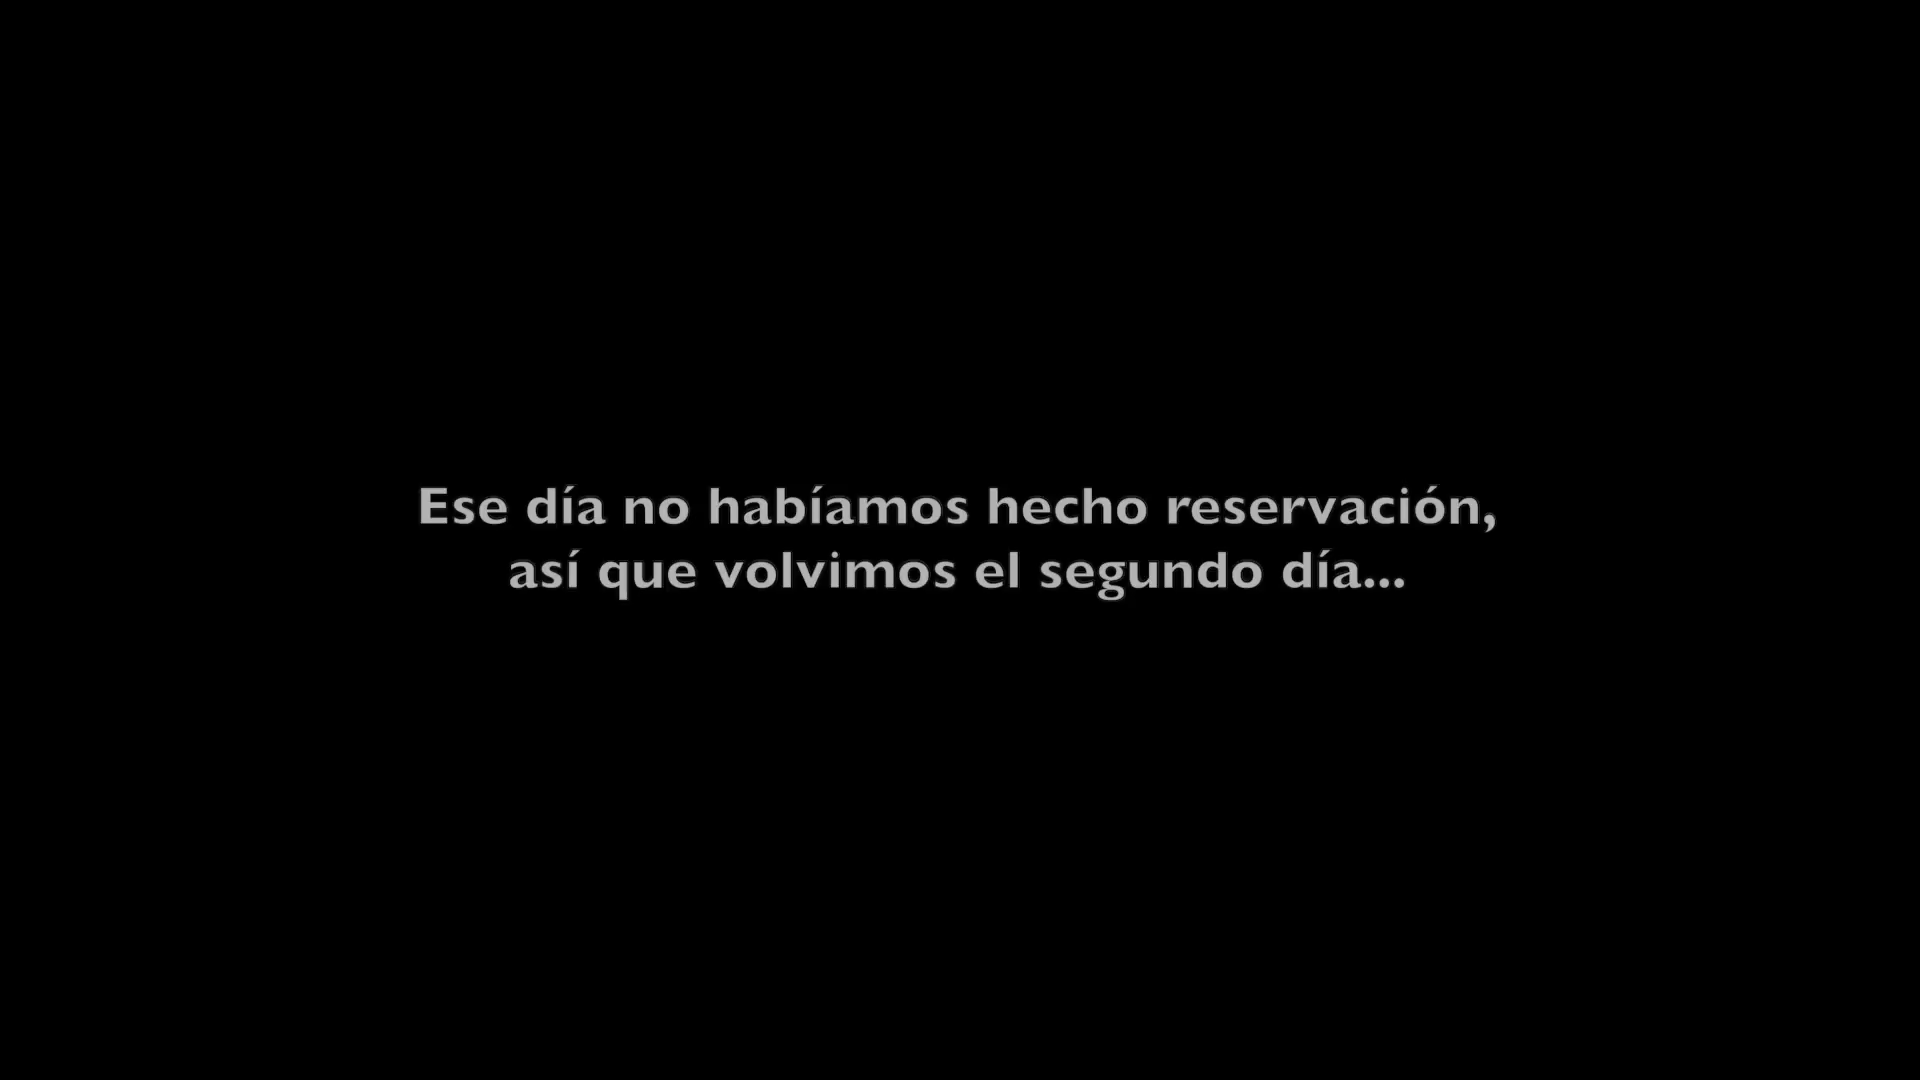 Ese día no habíamos hecho reservación,
así que volvimos el segundo día...